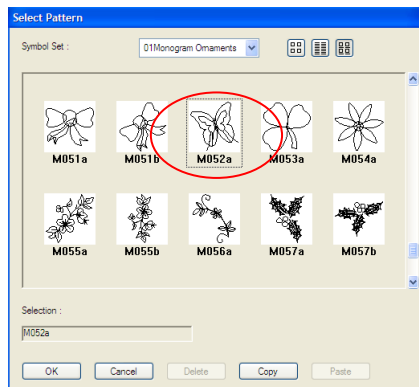 Select Pattern
Symbol Set : 01Monogram Ornaments
M051a M051b M052a M053a M054a
M055a M055b M056a M057a M057b
Selection :
M052a
OK Cancel Delete Copy Paste